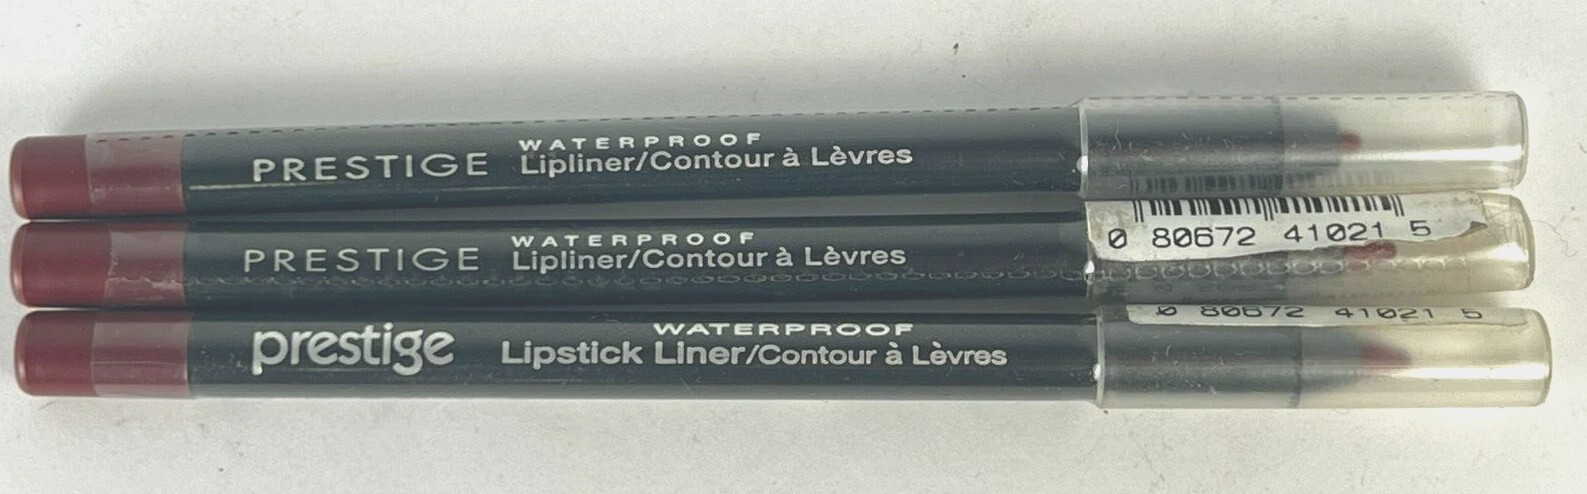 PRESTIGE WATERPROOF
Lipliner/Contour à Lèvres
PRESTIGE WATERPROOF
Lipliner/Contour à Lèvres
0 80672 41021 5
prestige WATERPROOF
Lipstick Liner/Contour à Lèvres
0 80672 41021 5